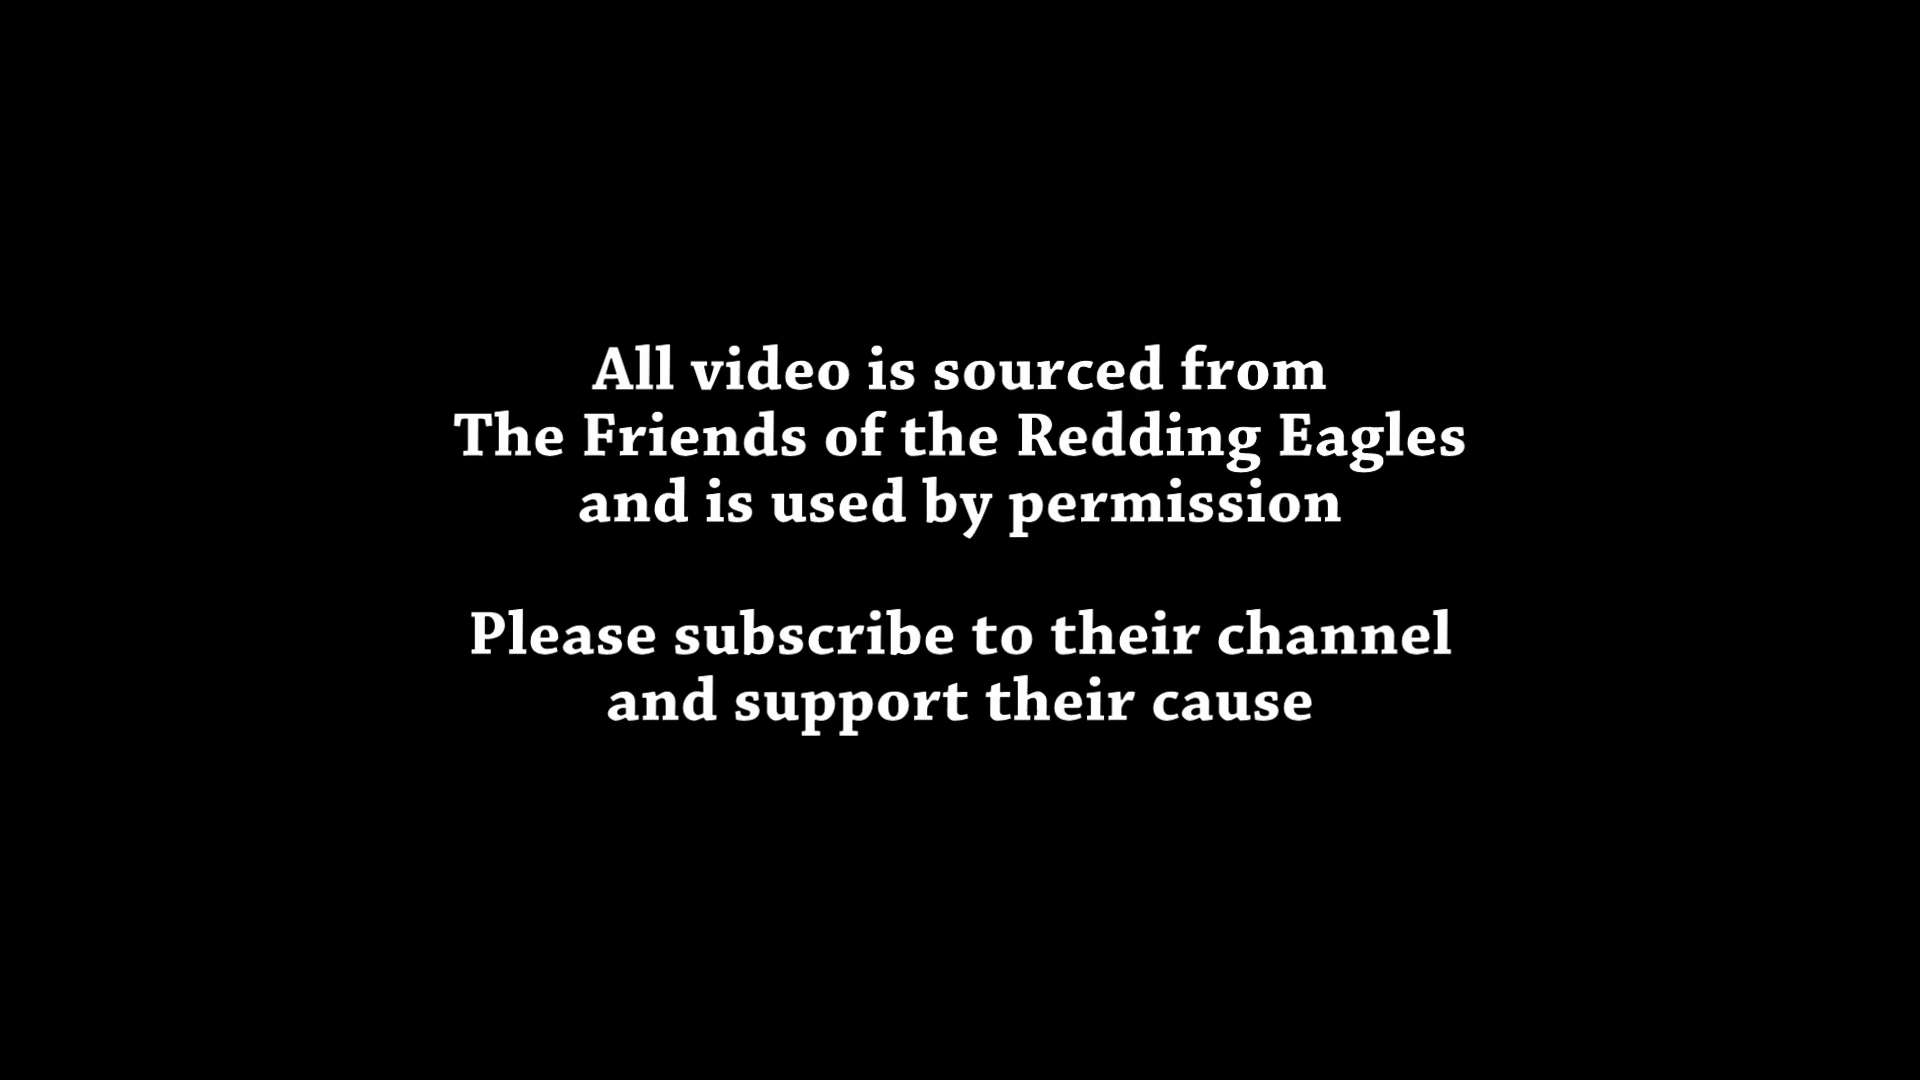 All video is sourced from
The Friends of the Redding Eagles
and is used by permission
Please subscribe to their channel
and support their cause